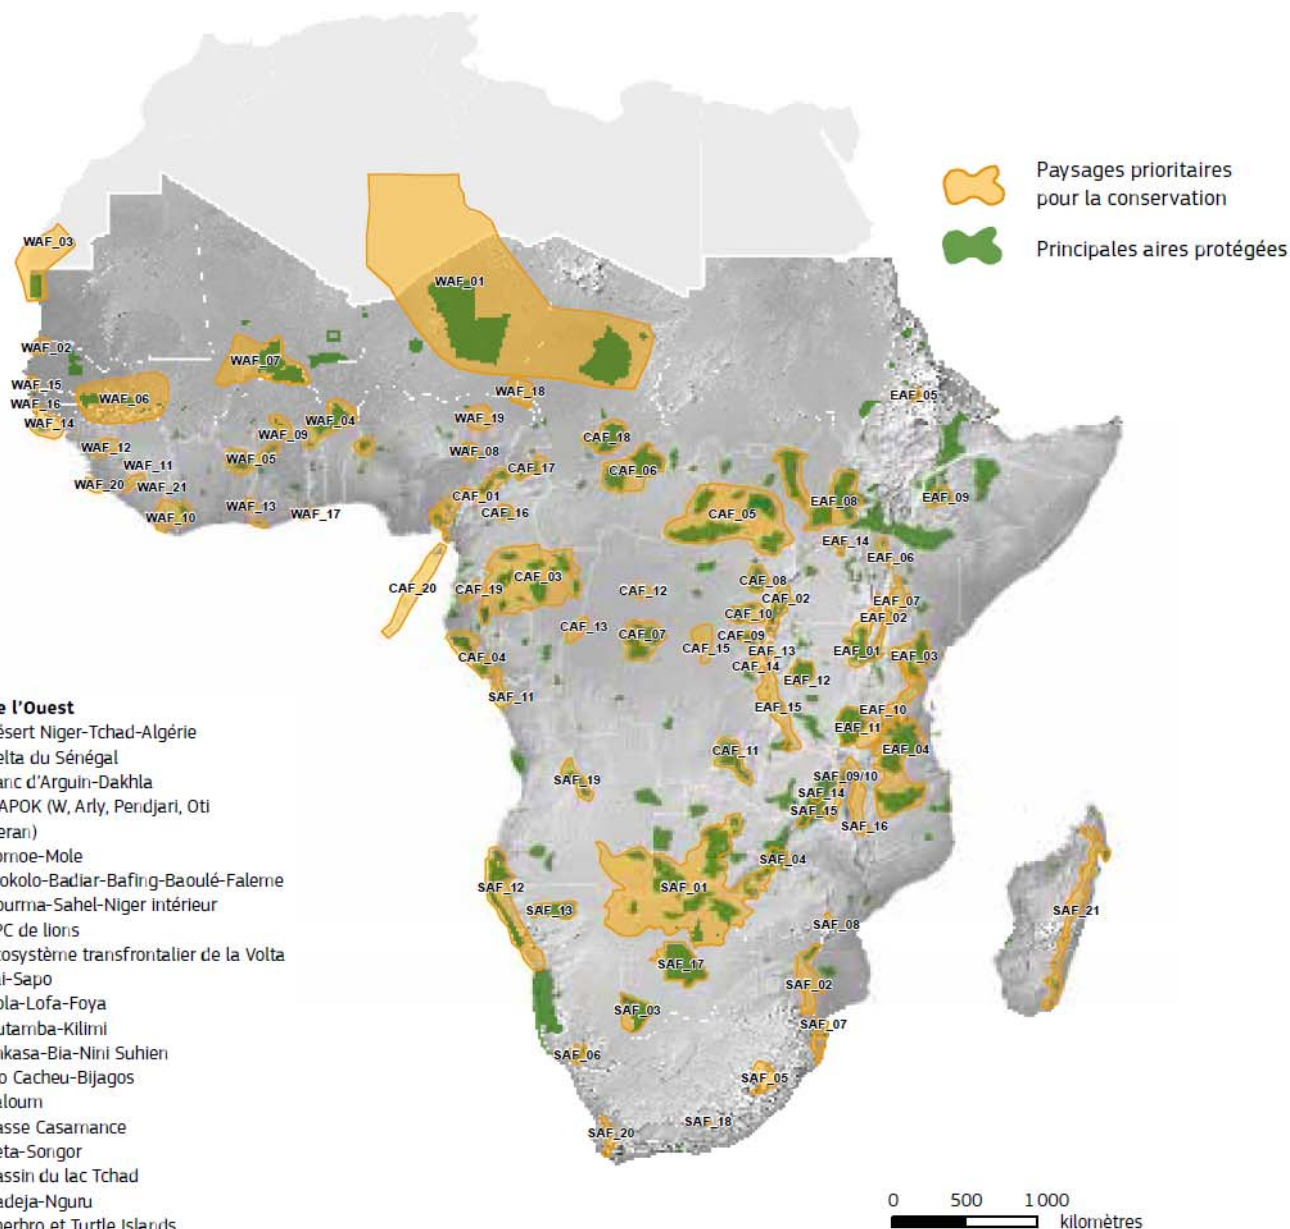 Paysages prioritaires
pour la conservation
Principales aires protégées
WAF_03
WAF_01
WAF_02
WAF_07
WAF_15
WAF_06
WAF_16
WAF_14
WAF_18
EAF_05
WAF_04
WAF_19
WAF_09
CAF_18
WAF_12
WAF_05
WAF_08
WAF_11
CAF_17
CAF_06
WAF_20
WAF_21
CAF_01
EAF_08
EAF_09
WAF_10
WAF_13
WAF_17
CAF_16
CAF_05
EAF_14
EAF_06
CAF_20
CAF_19
CAF_03
CAF_12
CAF_08
CAF_02
EAF_07
CAF_10
EAF_02
CAF_13
CAF_07
CAF_09
CAF_15
EAF_13
EAF_01
EAF_03
CAF_04
CAF_14
EAF_12
SAF_11
EAF_15
EAF_10
EAF_11
CAF_11
EAF_04
SAF_19
SAF_09/10
SAF_14
SAF_15
SAF_16
SAF_04
SAF_12
SAF_01
SAF_13
SAF_08
SAF_21
SAF_17
SAF_02
SAF_03
SAF_07
SAF_06
SAF_05
SAF_18
SAF_20
e l'Ouest
ésert Niger-Tchad-Algérie
elta du Sénégal
anc d'Arguin-Dakhla
APOK (W, Arly, Pendjari, Oti
eran)
omoe-Mole
okolo-Badiar-Bafing-Baoulé-Faleme
ourma-Sahel-Niger intérieur
PC de lions
cosystème transfrontalier de la Volta
aï-Sapo
ola-Lofa-Foya
utamba-Kilimi
nkasa-Bia-Nini Suhien
o Cacheu-Bijagos
aloum
asse Casamance
eta-Songor
assin du lac Tchad
adeja-Nguru
herbro et Turtle Islands
0 500 1 000
kilomètres